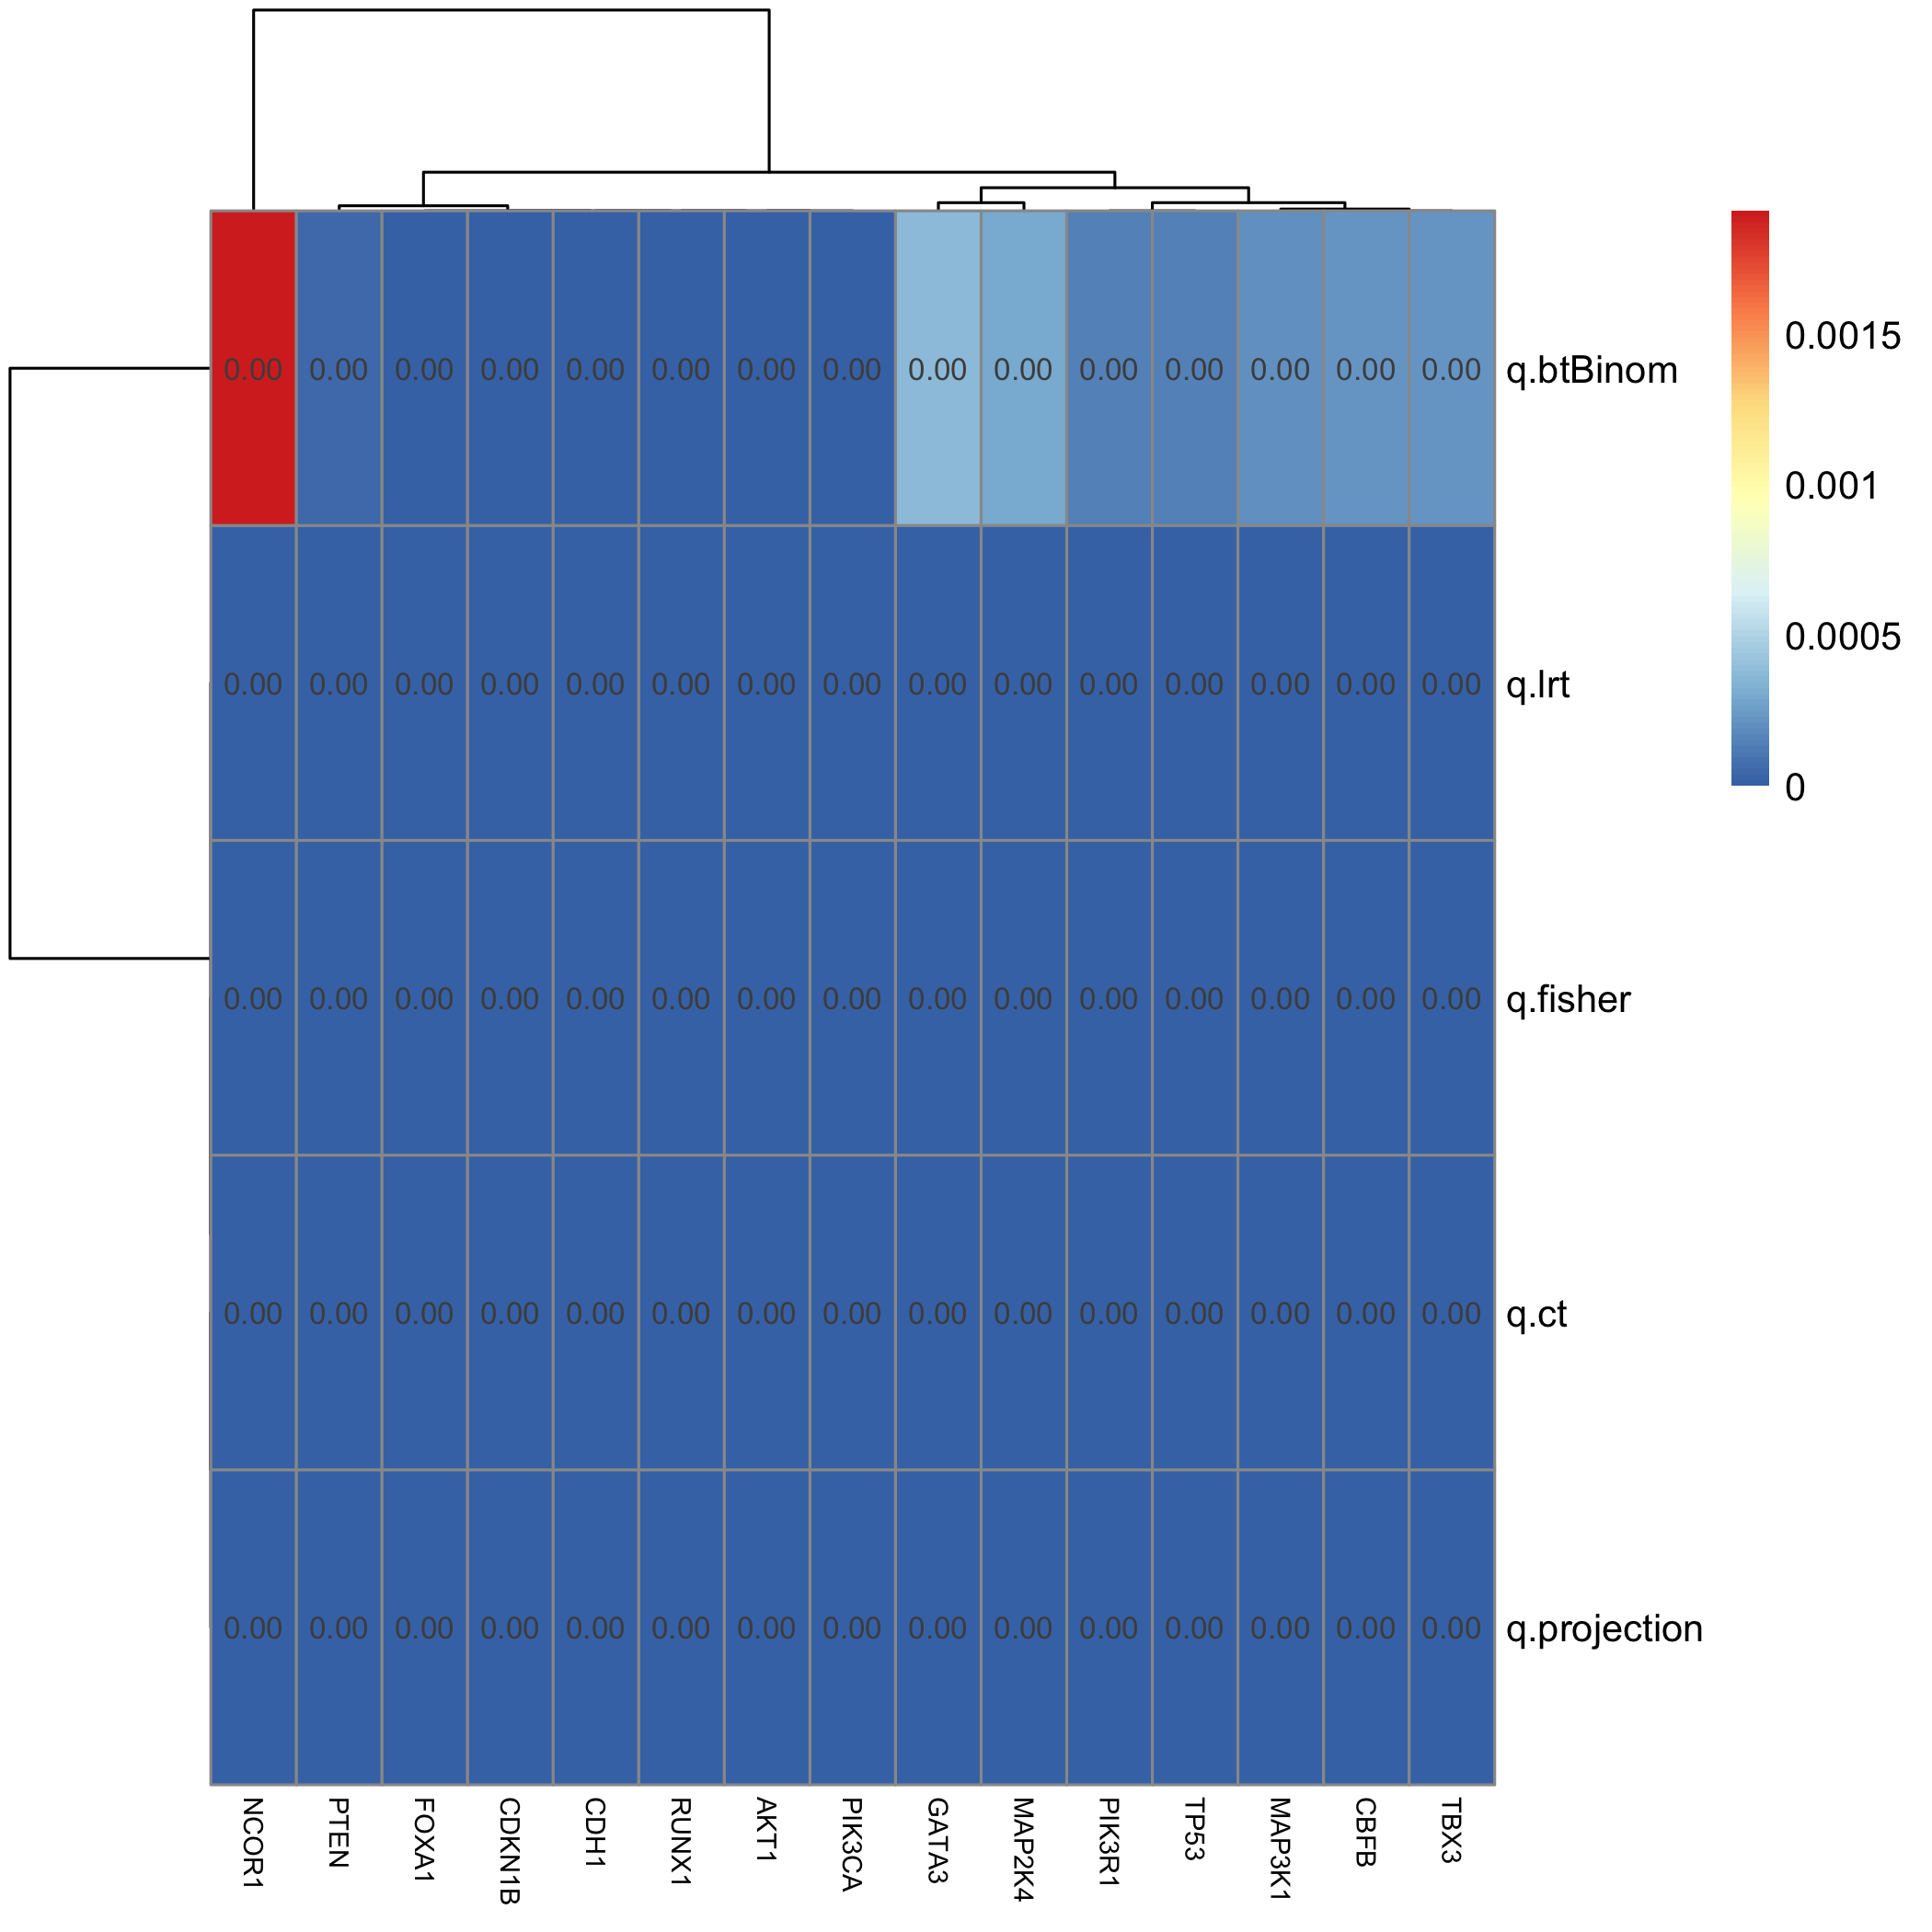 0.00 0.00 0.00 0.00 0.00 0.00 0.00 0.00 0.00 0.00 0.00 0.00 0.00 0.00 0.00 q.btBinom
0.00 0.00 0.00 0.00 0.00 0.00 0.00 0.00 0.00 0.00 0.00 0.00 0.00 0.00 0.00 q.lrt
0.00 0.00 0.00 0.00 0.00 0.00 0.00 0.00 0.00 0.00 0.00 0.00 0.00 0.00 0.00 q.fisher
0.00 0.00 0.00 0.00 0.00 0.00 0.00 0.00 0.00 0.00 0.00 0.00 0.00 0.00 0.00 q.ct
0.00 0.00 0.00 0.00 0.00 0.00 0.00 0.00 0.00 0.00 0.00 0.00 0.00 0.00 0.00 q.projection
NCOR1
PTEN
FOXA1
CDKN1B
CDH1
RUNX1
AKT1
PIK3CA
GATA3
MAP2K4
PIK3R1
TP53
MAP3K1
CBFB
TBX3
0.0015
0.001
0.0005
0